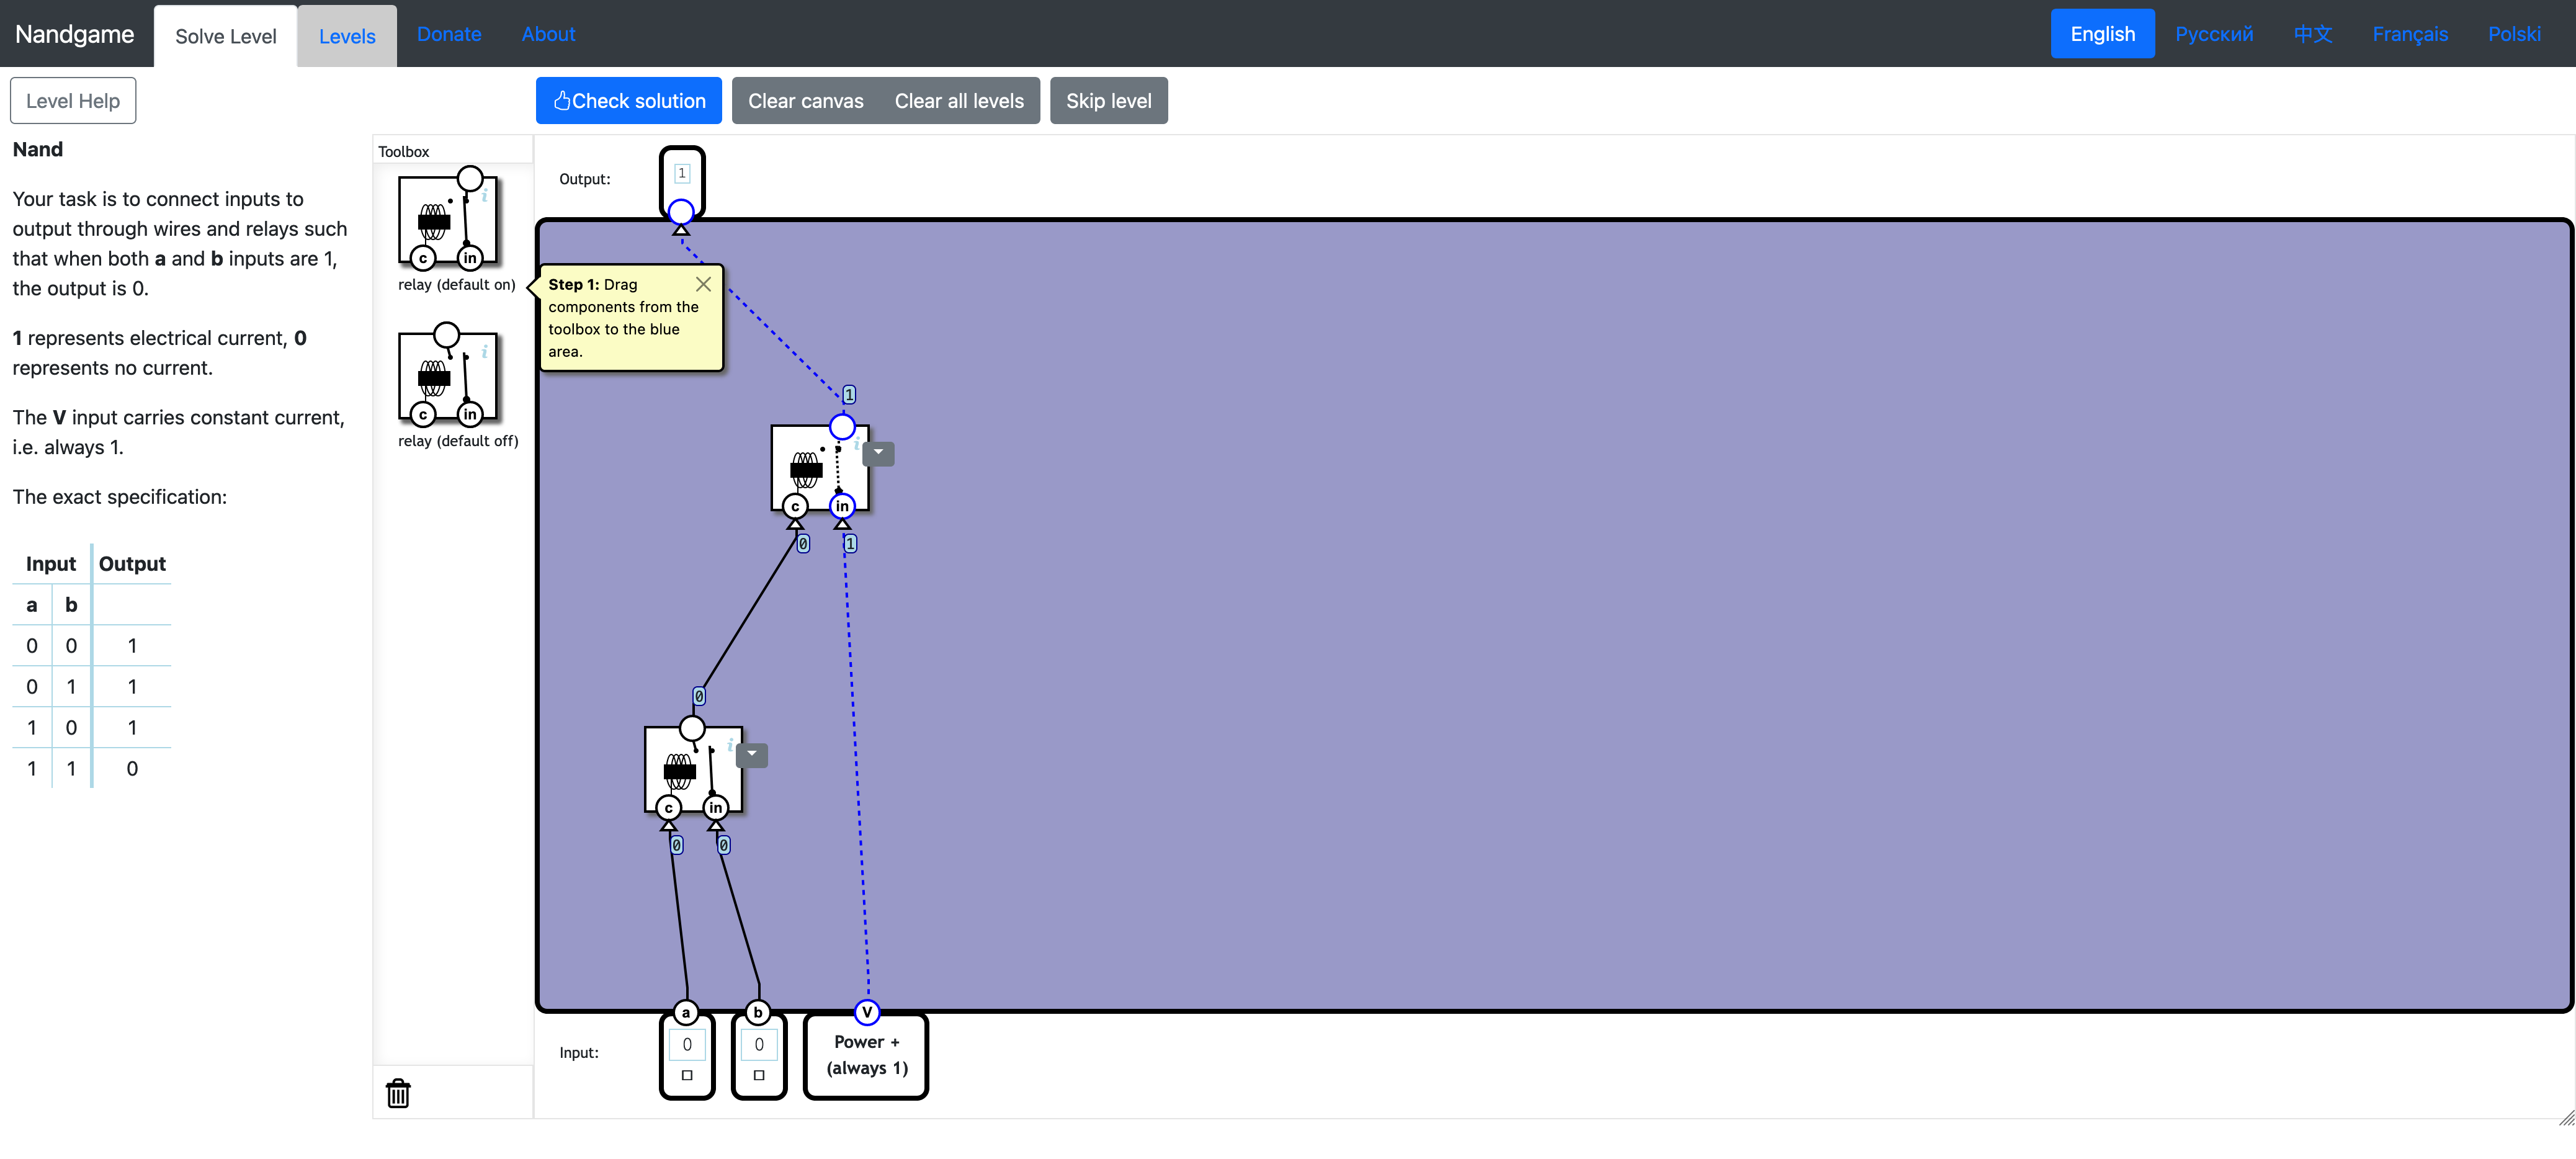 Nandgame
Solve Level
Levels
Donate
About
English
Русский
中文
Français
Polski
Level Help
Check solution
Clear canvas
Clear all levels
Skip level
Nand
Your task is to connect inputs to
output through wires and relays such
that when both a and b inputs are 1,
the output is 0.
1 represents electrical current, 0
represents no current.
The V input carries constant current,
i.e. always 1.
The exact specification:
Input Output
a b
0 0 1
0 1 1
1 0 1
1 1 0
Toolbox
i
c in
relay (default on)
i
c in
relay (default off)
Output:
1
Step 1: Drag
components from the
toolbox to the blue
area.
1
i
c in
0 1
0
i
c in
0 0
a b V
Input:
0 0
Power +
(always 1)